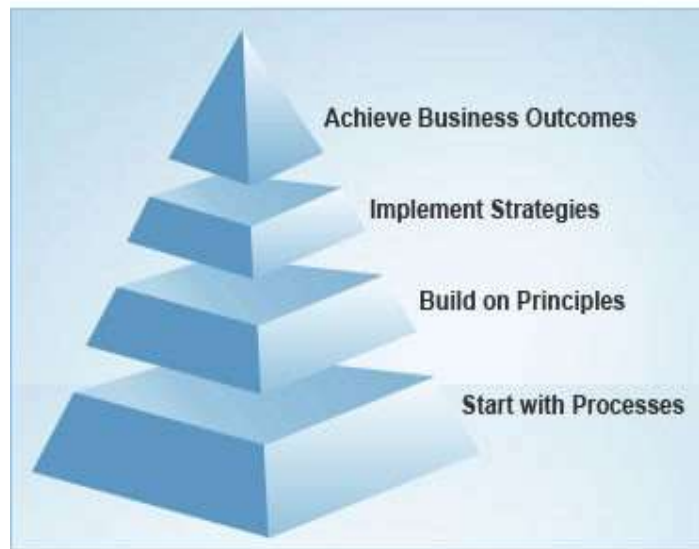 Achieve Business Outcomes
Implement Strategies
Build on Principles
Start with Processes